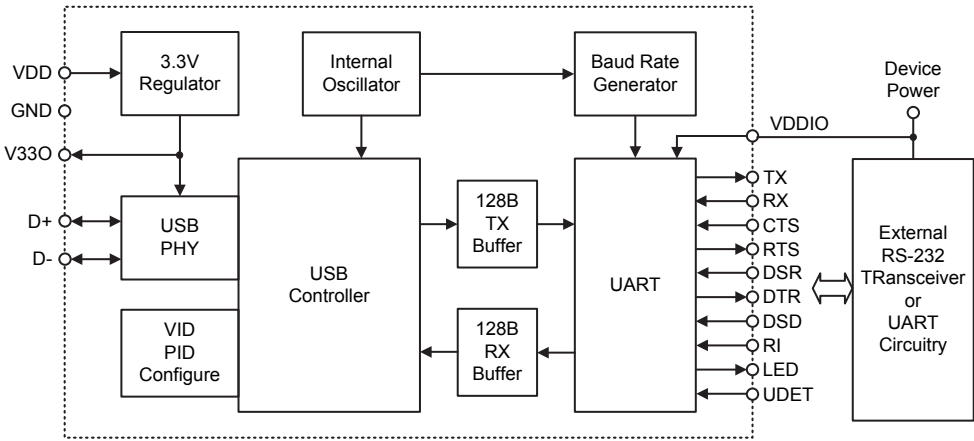 VDD
GND
V33O
D+
D-
3.3V
Regulator
Internal
Oscillator
Baud Rate
Generator
USB
PHY
VID
PID
Configure
USB
Controller
128B
TX
Buffer
128B
RX
Buffer
UART
VDDIO
TX
RX
CTS
RTS
DSR
DTR
DSD
RI
LED
UDET
Device
Power
External
RS-232
TRansceiver
or
UART
Circuitry